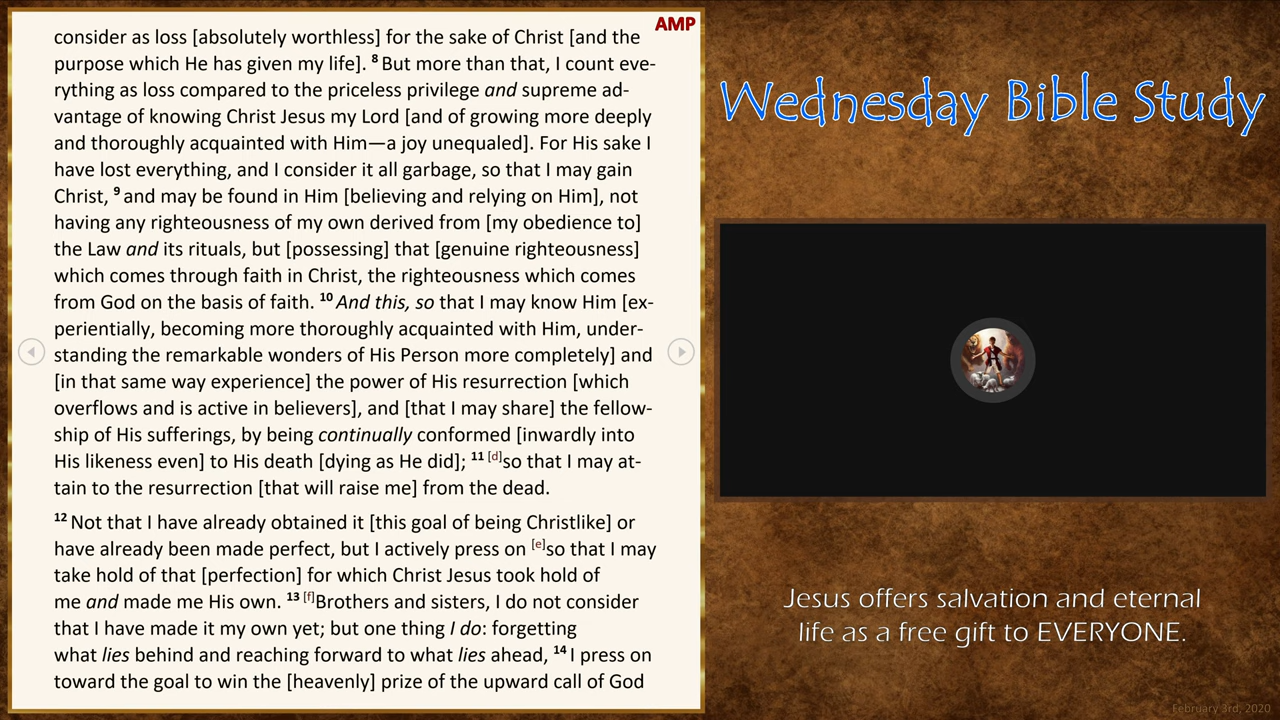 AMP
consider as loss [absolutely worthless] for the sake of Christ [and the
purpose which He has given my life]. 8 But more than that, I count eve-
rything as loss compared to the priceless privilege and supreme ad-
vantage of knowing Christ Jesus my Lord [and of growing more deeply
and thoroughly acquainted with Him—a joy unequaled]. For His sake I
have lost everything, and I consider it all garbage, so that I may gain
Christ, 9 and may be found in Him [believing and relying on Him], not
having any righteousness of my own derived from [my obedience to]
the Law and its rituals, but [possessing] that [genuine righteousness]
which comes through faith in Christ, the righteousness which comes
from God on the basis of faith. 10 And this, so that I may know Him [ex-
perientially, becoming more thoroughly acquainted with Him, under-
standing the remarkable wonders of His Person more completely] and
[in that same way experience] the power of His resurrection [which
overflows and is active in believers], and [that I may share] the fellow-
ship of His sufferings, by being continually conformed [inwardly into
His likeness even] to His death [dying as He did]; 11 [d]so that I may at-
tain to the resurrection [that will raise me] from the dead.
12 Not that I have already obtained it [this goal of being Christlike] or
have already been made perfect, but I actively press on [e]so that I may
take hold of that [perfection] for which Christ Jesus took hold of
me and made me His own. 13 [f]Brothers and sisters, I do not consider
that I have made it my own yet; but one thing I do: forgetting
what lies behind and reaching forward to what lies ahead, 14 I press on
toward the goal to win the [heavenly] prize of the upward call of God
Wednesday Bible Study
Jesus offers salvation and eternal
life as a free gift to EVERYONE.
February 3rd, 2020